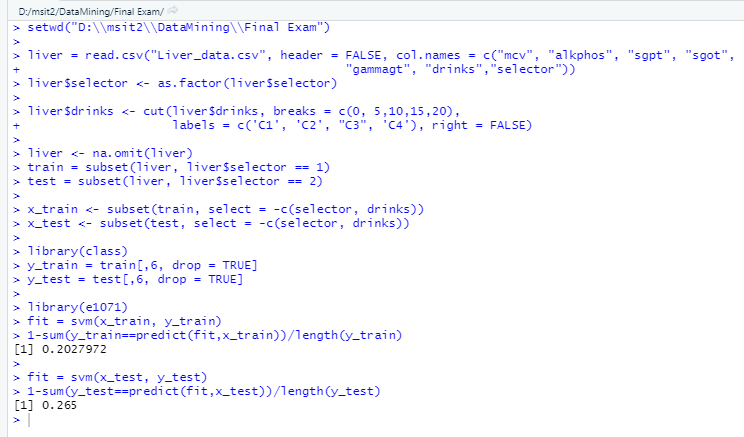 D:/msit2/DataMining/Final Exam/
> setwd("D:\\msit2\\DataMining\\Final Exam")
>
> liver = read.csv("Liver_data.csv", header = FALSE, col.names = c("mcv", "alkphos", "sgpt", "sgot",
+                                            "gammagt", "drinks","selector"))
> liver$selector <- as.factor(liver$selector)
>
> liver$drinks <- cut(liver$drinks, breaks = c(0, 5,10,15,20),
+                     labels = c('C1', 'C2', "C3", 'C4'), right = FALSE)
>
> liver <- na.omit(liver)
> train = subset(liver, liver$selector == 1)
> test = subset(liver, liver$selector == 2)
>
> x_train <- subset(train, select = -c(selector, drinks))
> x_test <- subset(test, select = -c(selector, drinks))
>
> library(class)
> y_train = train[,6, drop = TRUE]
> y_test = test[,6, drop = TRUE]
>
> library(e1071)
> fit = svm(x_train, y_train)
> 1-sum(y_train==predict(fit,x_train))/length(y_train)
[1] 0.2027972
>
> fit = svm(x_test, y_test)
> 1-sum(y_test==predict(fit,x_test))/length(y_test)
[1] 0.265
>